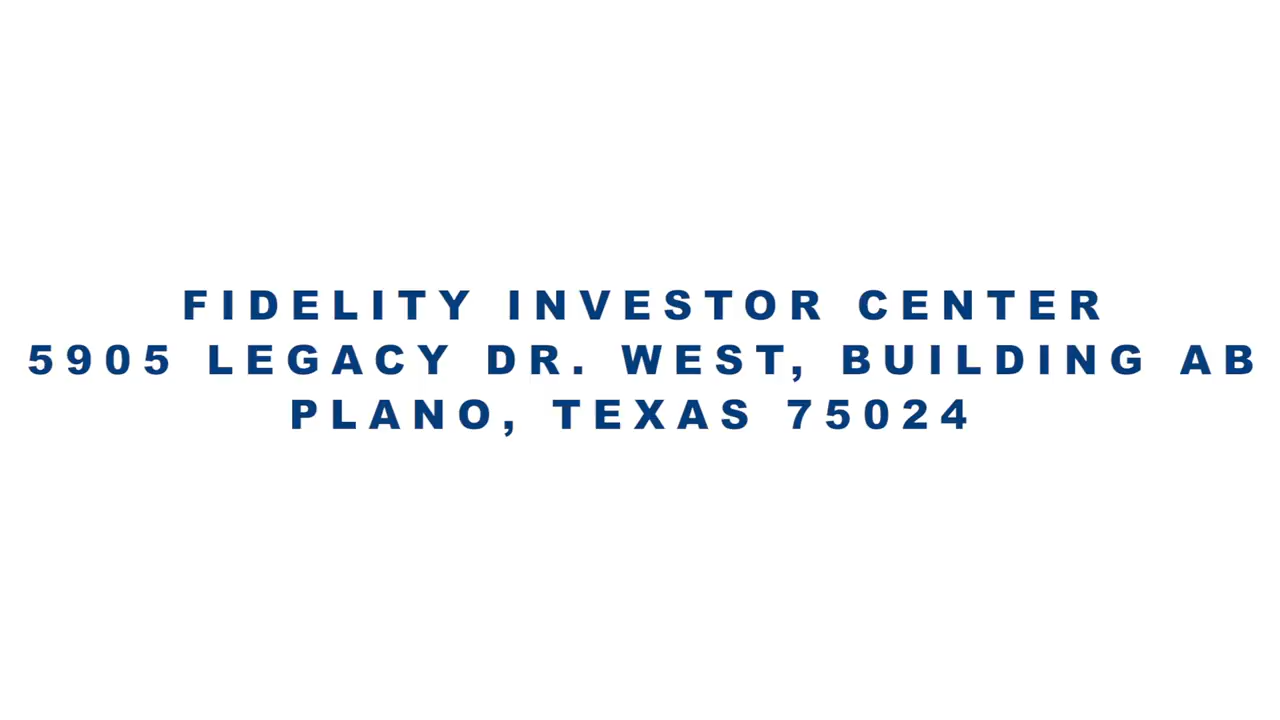 FIDELITY INVESTOR CENTER
5905 LEGACY DR. WEST, BUILDING AB
PLANO, TEXAS 75024